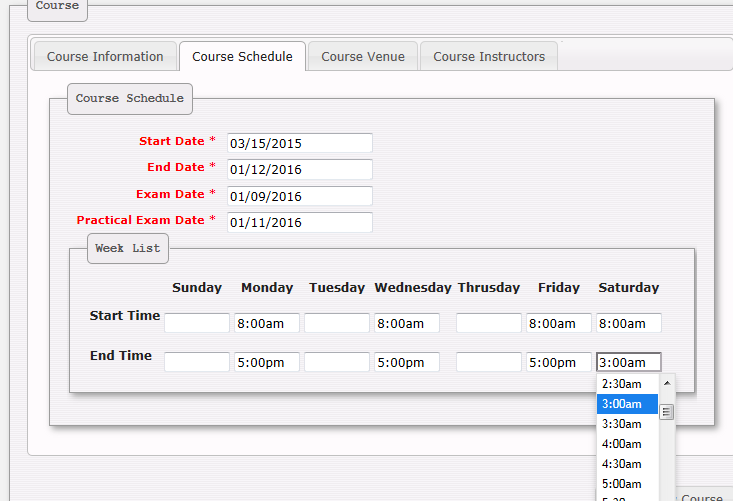 Course
Course Information Course Schedule Course Venue Course Instructors
Course Schedule
Start Date * 03/15/2015
End Date * 01/12/2016
Exam Date * 01/09/2016
Practical Exam Date * 01/11/2016
Week List
Sunday Monday Tuesday Wednesday Thrusday Friday Saturday
Start Time 8:00am 8:00am 8:00am 8:00am
End Time 5:00pm 5:00pm 5:00pm 3:00am
2:30am
3:00am
3:30am
4:00am
4:30am
5:00am
Course